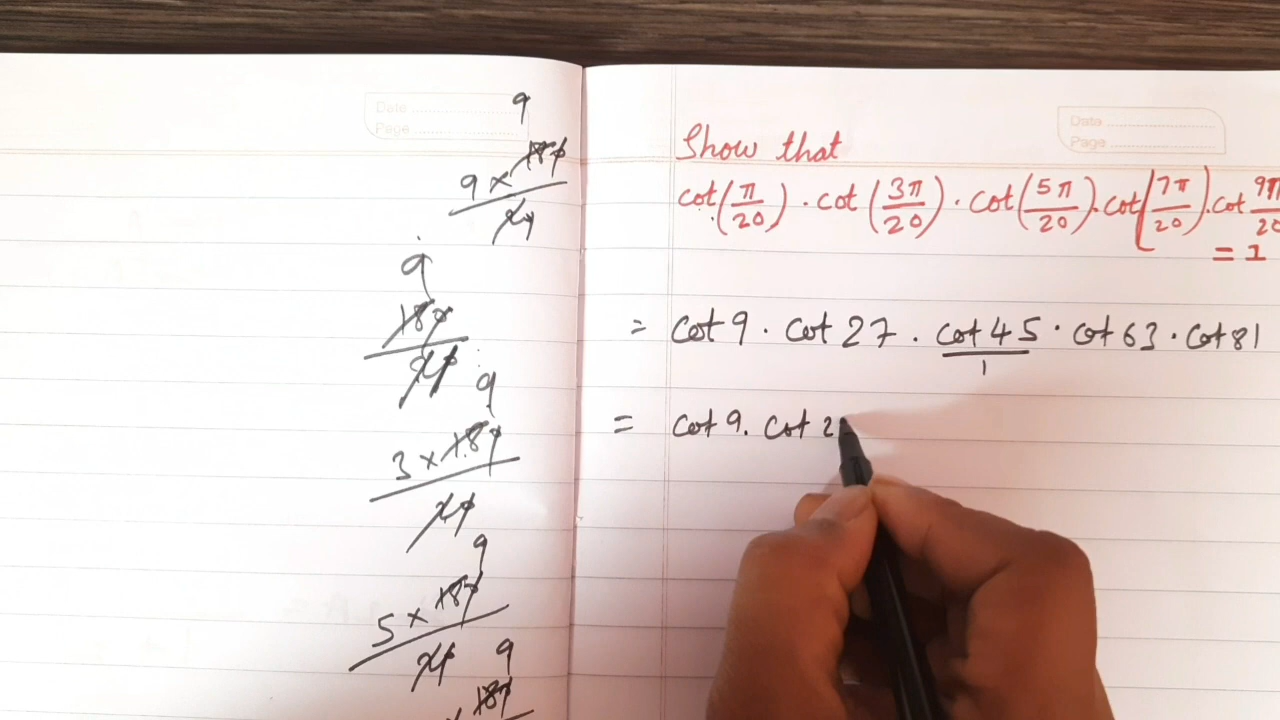 Date
Page
9
9 × 180
20
9
180
20
9
3 × 180
20
9
5 × 180
20
9
180
Date
Page
Show that
cot(π/20) · cot(3π/20) · cot(5π/20) · cot(7π/20) · cot 9π/20
= 1
= cot 9 · cot 27 · cot 45 · cot 63 · cot 81
1
= cot 9 · cot 2